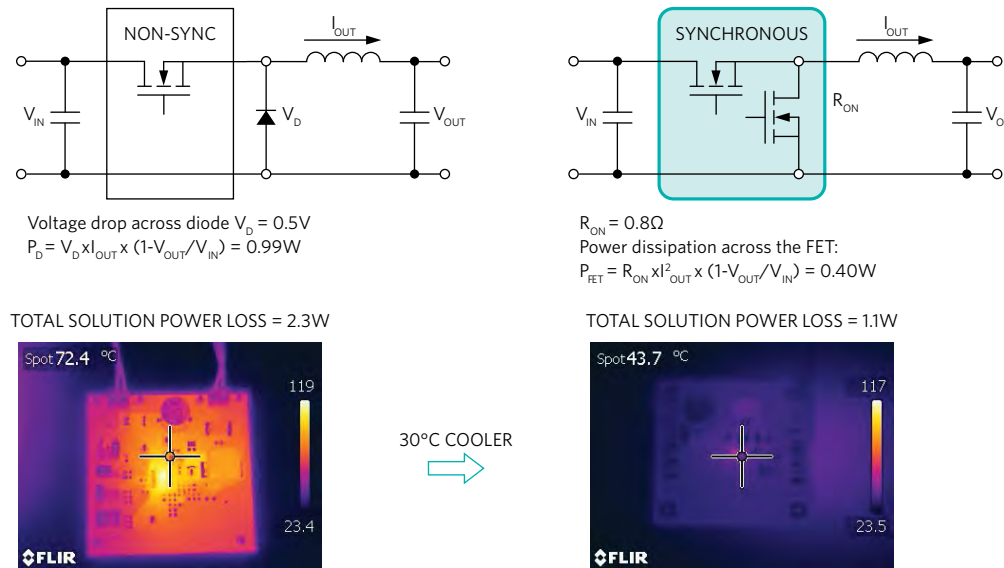 NON-SYNC
I_OUT
V_IN
V_D
V_OUT
Voltage drop across diode V_D = 0.5V
P_D = V_D xI_OUT x (1-V_OUT/V_IN) = 0.99W
TOTAL SOLUTION POWER LOSS = 2.3W
Spot 72.4 °C
119
23.4
FLIR
30°C COOLER
SYNCHRONOUS
I_OUT
V_IN
R_ON
V_O
R_ON = 0.8Ω
Power dissipation across the FET:
P_FET = R_ON xI²_OUT x (1-V_OUT/V_IN) = 0.40W
TOTAL SOLUTION POWER LOSS = 1.1W
Spot 43.7 °C
117
23.5
FLIR